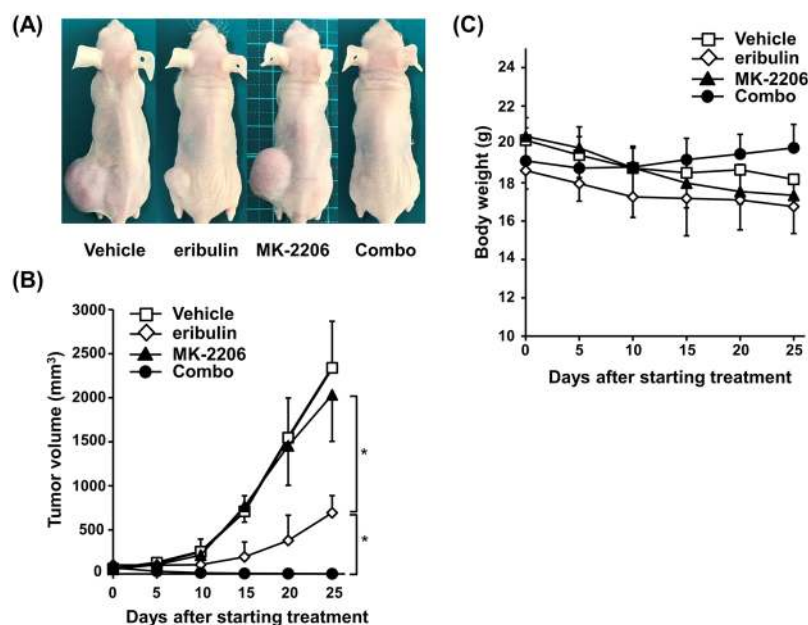 (A)
Vehicle eribulin MK-2206 Combo
(B)
Tumor volume (mm³)
3000
2500
2000
1500
1000
500
0
Vehicle
eribulin
MK-2206
Combo
*
*
0 5 10 15 20 25
Days after starting treatment
(C)
Vehicle
eribulin
MK-2206
Combo
Body weight (g)
24
22
20
18
16
14
12
10
0 5 10 15 20 25
Days after starting treatment